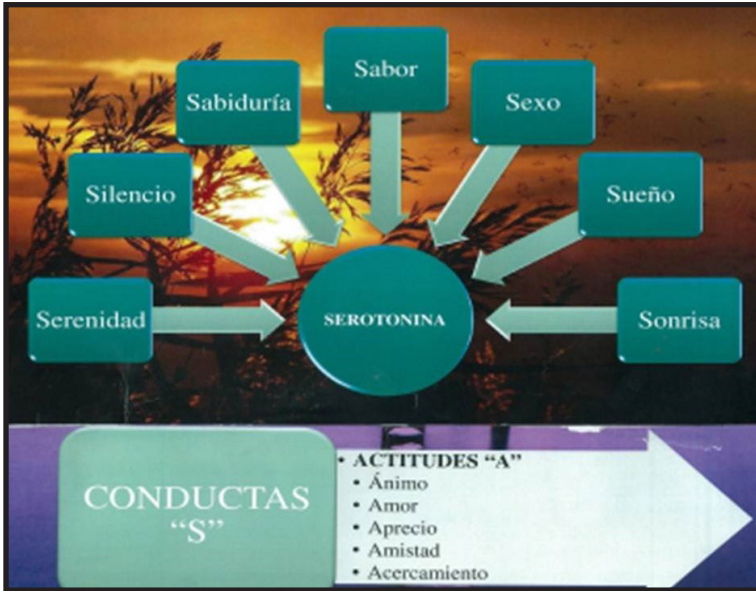 Sabor
Sabiduría
Sexo
Silencio
Sueño
Serenidad
SEROTONINA
Sonrisa
CONDUCTAS
“S”
• ACTITUDES “A”
• Ánimo
• Amor
• Aprecio
• Amistad
• Acercamiento